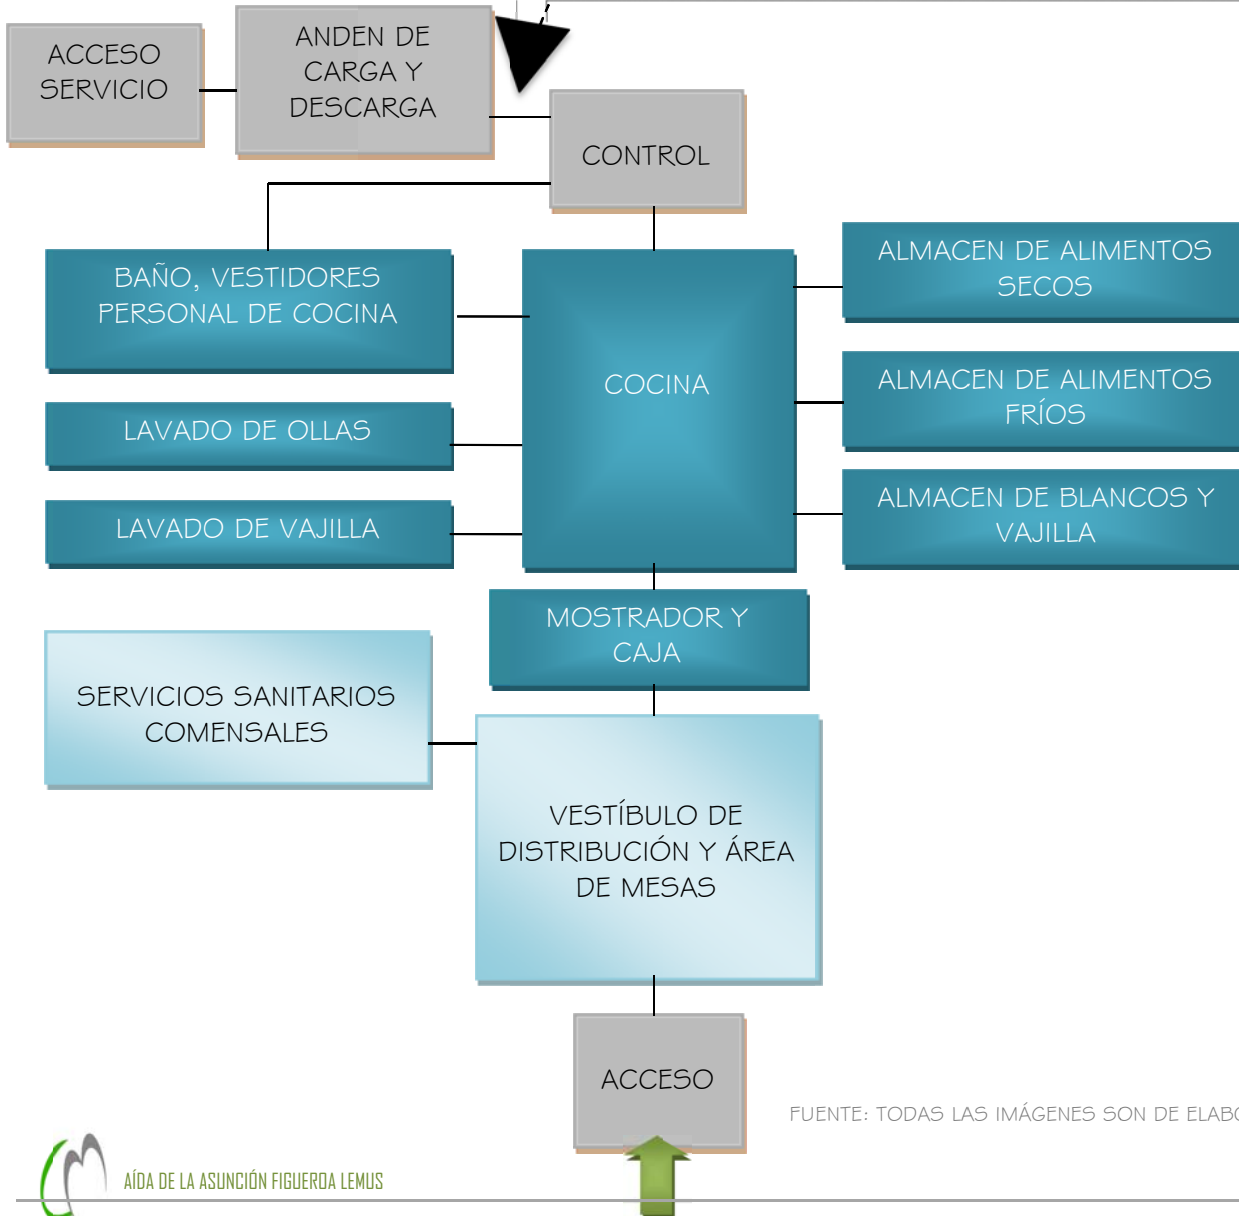 ACCESO
SERVICIO
ANDEN DE
CARGA Y
DESCARGA
CONTROL
BAÑO, VESTIDORES
PERSONAL DE COCINA
LAVADO DE OLLAS
LAVADO DE VAJILLA
COCINA
ALMACEN DE ALIMENTOS
SECOS
ALMACEN DE ALIMENTOS
FRÍOS
ALMACEN DE BLANCOS Y
VAJILLA
MOSTRADOR Y
CAJA
SERVICIOS SANITARIOS
COMENSALES
VESTÍBULO DE
DISTRIBUCIÓN Y ÁREA
DE MESAS
ACCESO
FUENTE: TODAS LAS IMÁGENES SON DE
AÍDA DE LA ASUNCIÓN FIGUEROA LEMUS